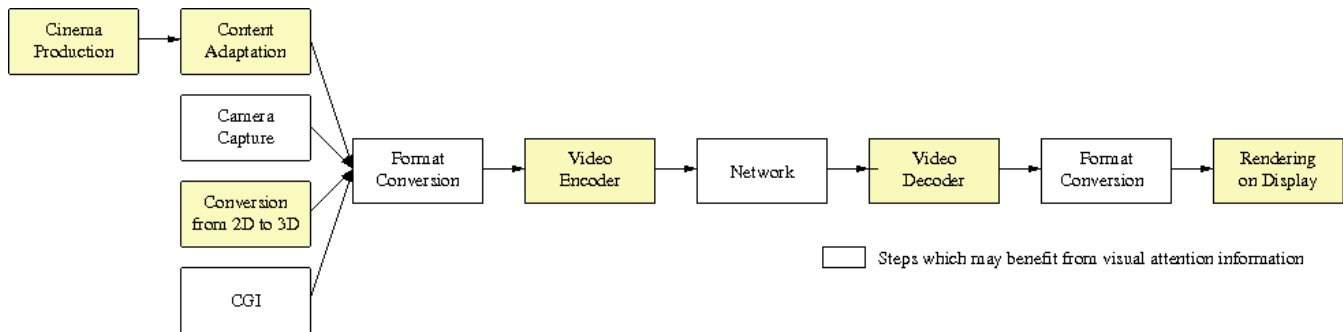 Cinema
Production
Content
Adaptation
Camera
Capture
Conversion
from 2D to 3D
CGI
Format
Conversion
Video
Encoder
Network
Video
Decoder
Format
Conversion
Rendering
on Display
Steps which may benefit from visual attention information